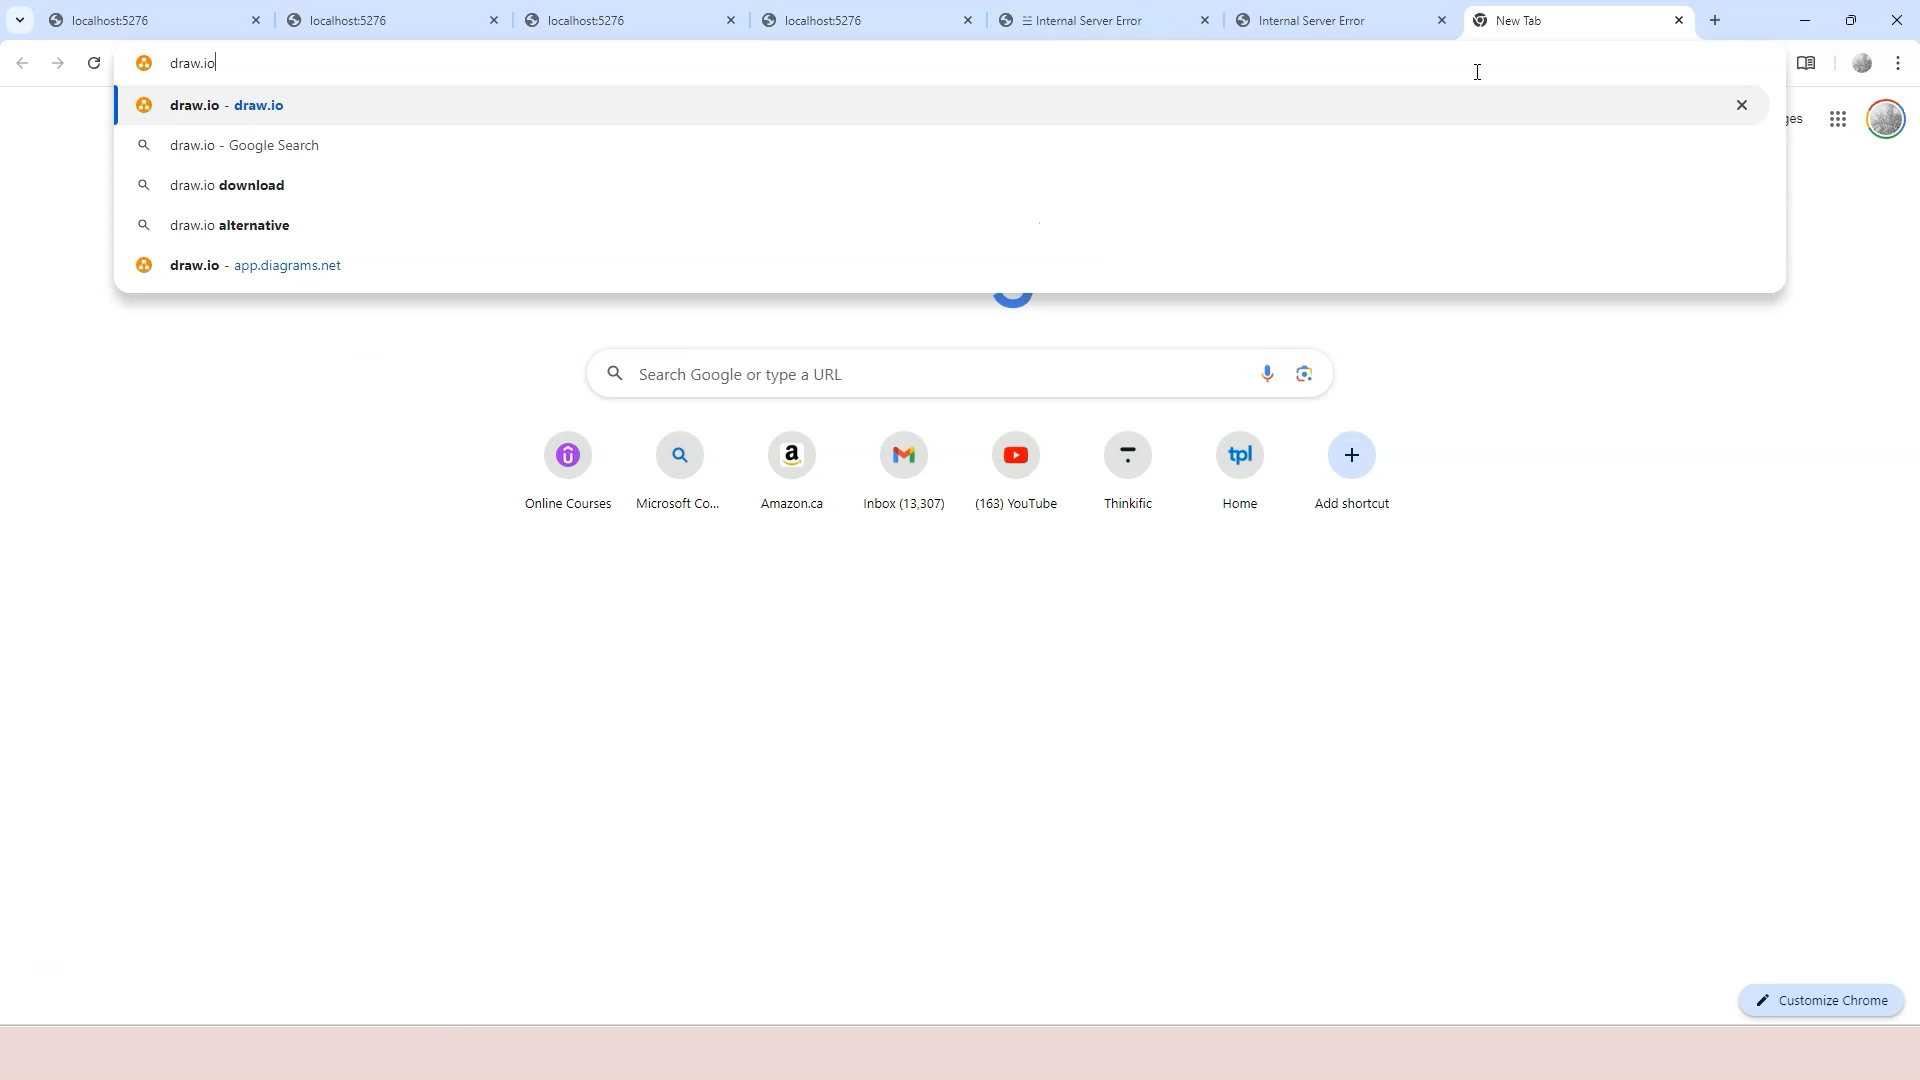 localhost:5276
localhost:5276
localhost:5276
localhost:5276
Internal Server Error
Internal Server Error
New Tab
draw.io
draw.io - draw.io
draw.io - Google Search
draw.io download
draw.io alternative
draw.io - app.diagrams.net
Search Google or type a URL
a
tpl
Online Courses
Microsoft Co...
Amazon.ca
Inbox (13,307)
(163) YouTube
Thinkific
Home
Add shortcut
Customize Chrome